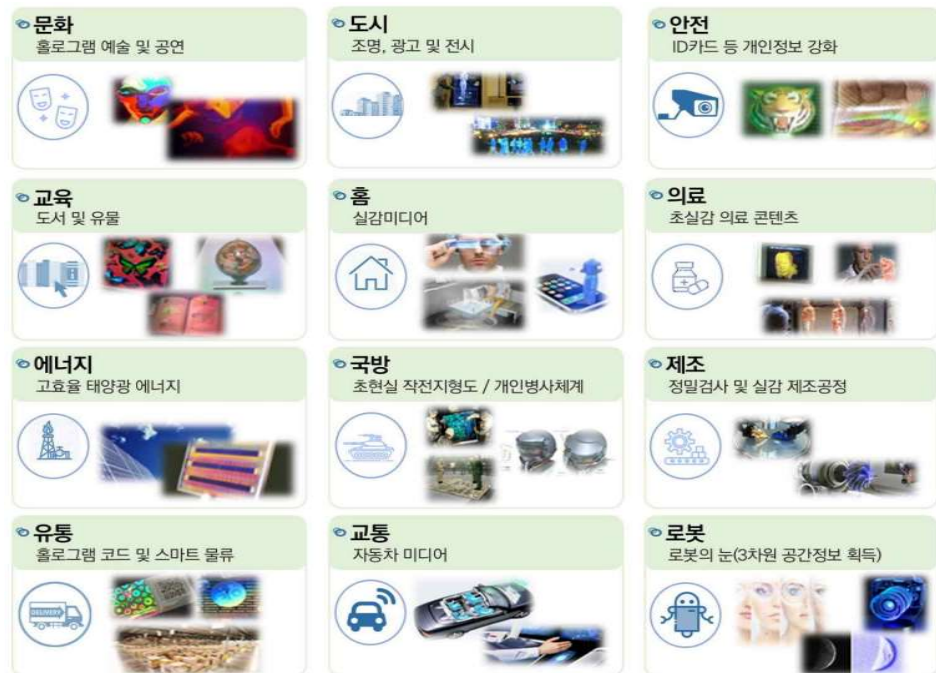 문화
홀로그램 예술 및 공연
도시
조명, 광고 및 전시
안전
ID카드 등 개인정보 강화
교육
도서 및 유물
홈
실감미디어
의료
초실감 의료 콘텐츠
에너지
고효율 태양광 에너지
국방
초현실 작전지형도 / 개인병사체계
제조
정밀검사 및 실감 제조공정
유통
홀로그램 코드 및 스마트 물류
DELIVERY
교통
자동차 미디어
로봇
로봇의 눈(3차원 공간정보 획득)